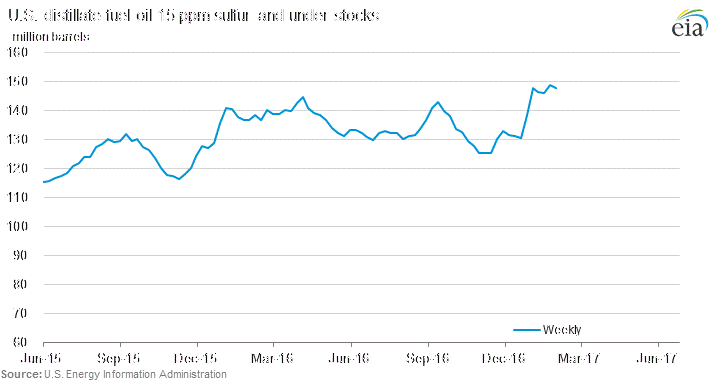 U.S. distillate fuel oil 15 ppm sulfur and under stocks
million barrels
eia
160
150
140
130
120
110
100
90
80
70
60
Weekly
Jun-15 Sep-15 Dec-15 Mar-16 Jun-16 Sep-16 Dec-16 Mar-17 Jun-17
Source: U.S. Energy Information Administration